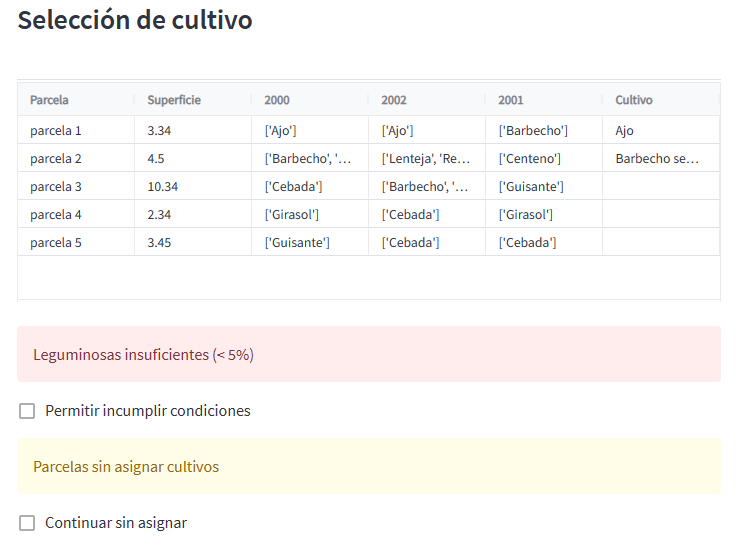 Selección de cultivo
Parcela Superficie 2000 2002 2001 Cultivo
parcela 1 3.34 ['Ajo'] ['Ajo'] ['Barbecho'] Ajo
parcela 2 4.5 ['Barbecho', '... ['Lenteja', 'Re... ['Centeno'] Barbecho se...
parcela 3 10.34 ['Cebada'] ['Barbecho', '... ['Guisante']
parcela 4 2.34 ['Girasol'] ['Cebada'] ['Girasol']
parcela 5 3.45 ['Guisante'] ['Cebada'] ['Cebada']
Leguminosas insuficientes (< 5%)
Permitir incumplir condiciones
Parcelas sin asignar cultivos
Continuar sin asignar